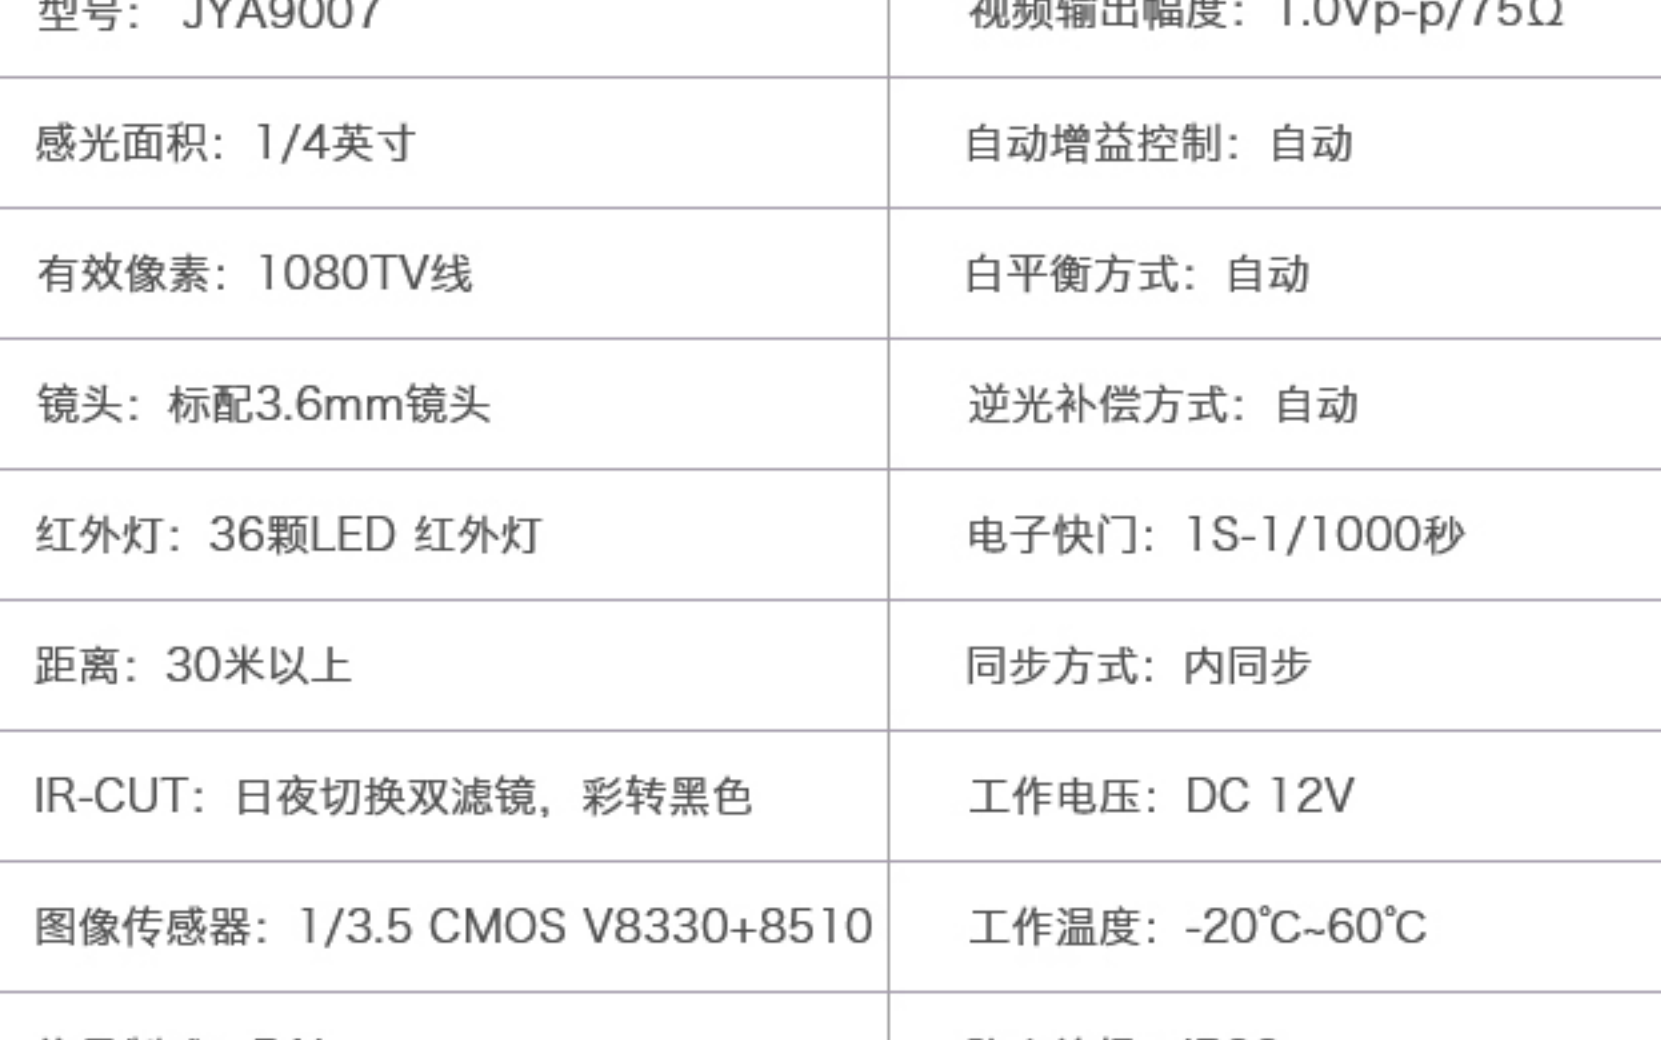 型号： JYA9007
视频输出幅度：1.0Vp-p/75Ω
感光面积：1/4英寸
自动增益控制：自动
有效像素：1080TV线
白平衡方式：自动
镜头：标配3.6mm镜头
逆光补偿方式：自动
红外灯：36颗LED 红外灯
电子快门：1S-1/1000秒
距离：30米以上
同步方式：内同步
IR-CUT：日夜切换双滤镜，彩转黑色
工作电压：DC 12V
图像传感器：1/3.5 CMOS V8330+8510
工作温度：-20℃~60℃